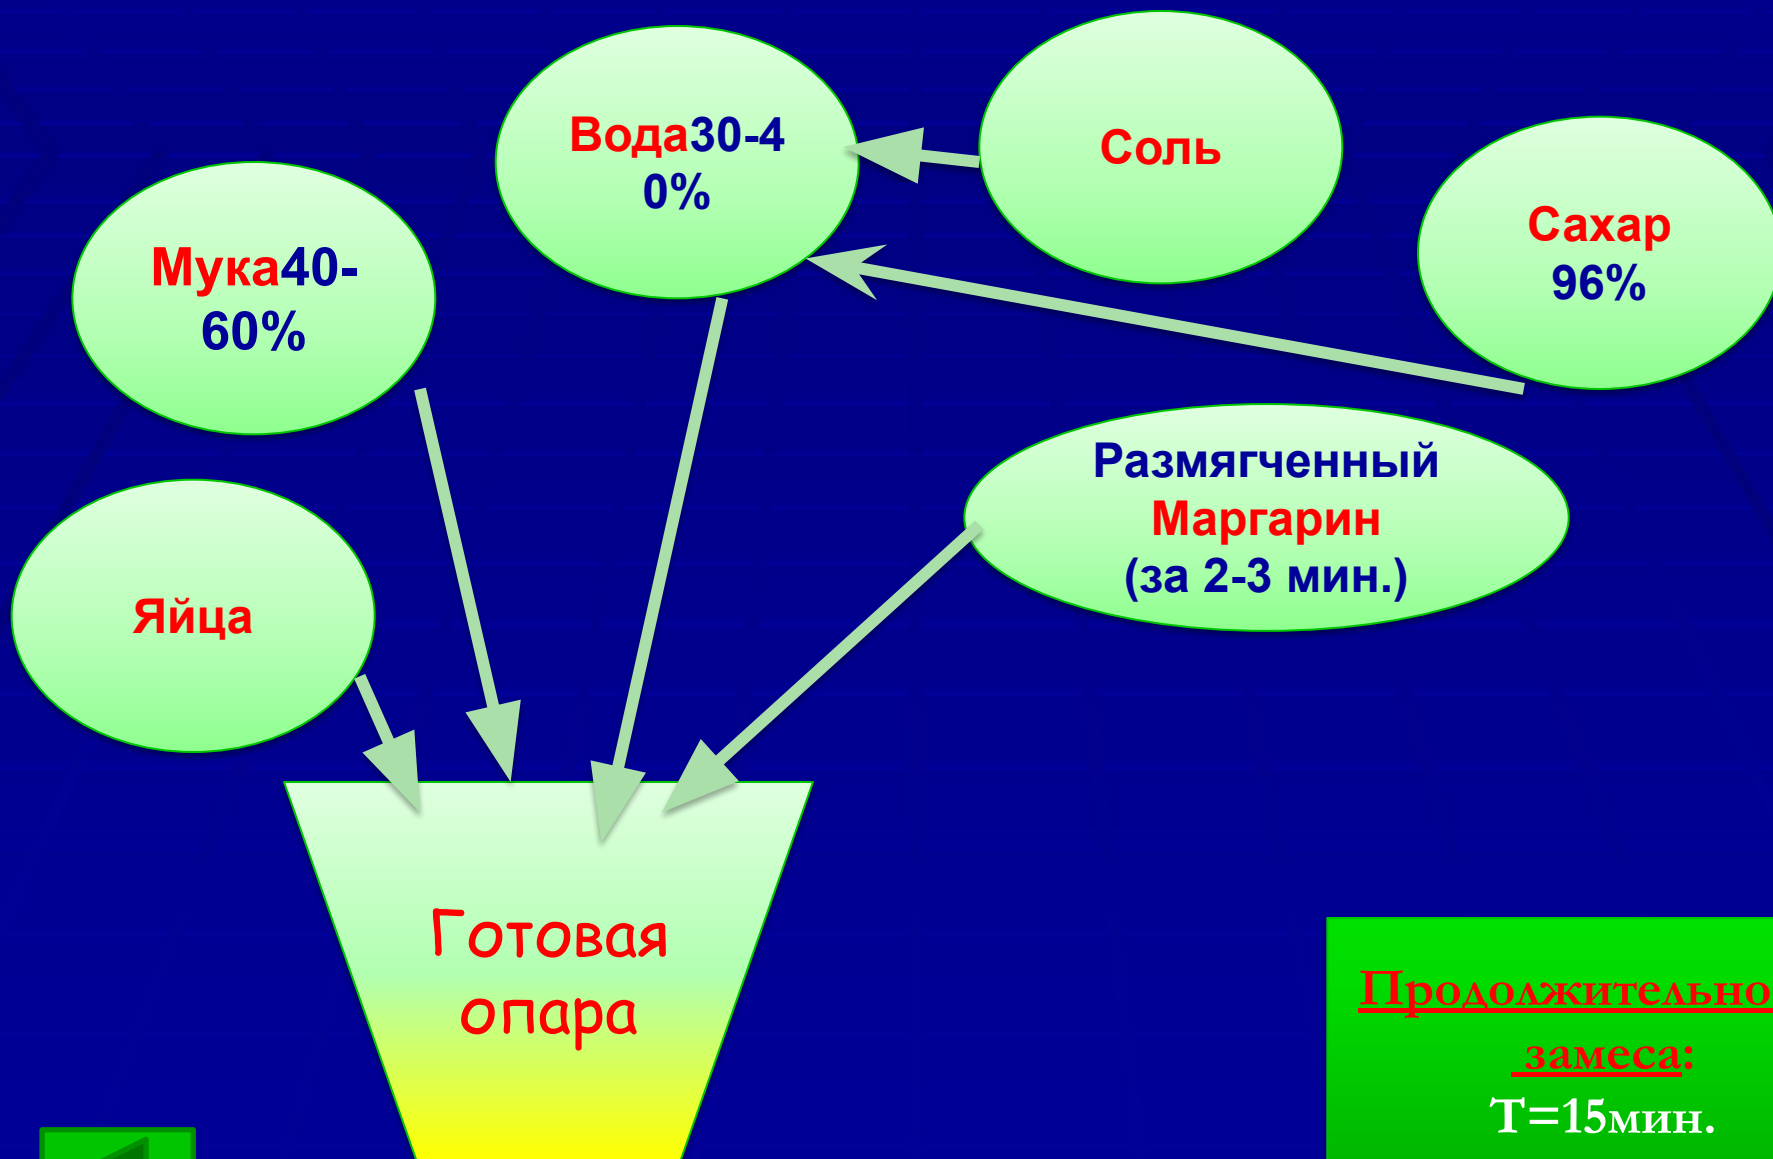 Вода30-4
0%
Соль
Сахар
96%
Мука40-
60%
Размягченный
Маргарин
(за 2-3 мин.)
Яйца
Готовая
опара
Продолжительно
замеса:
Т=15мин.